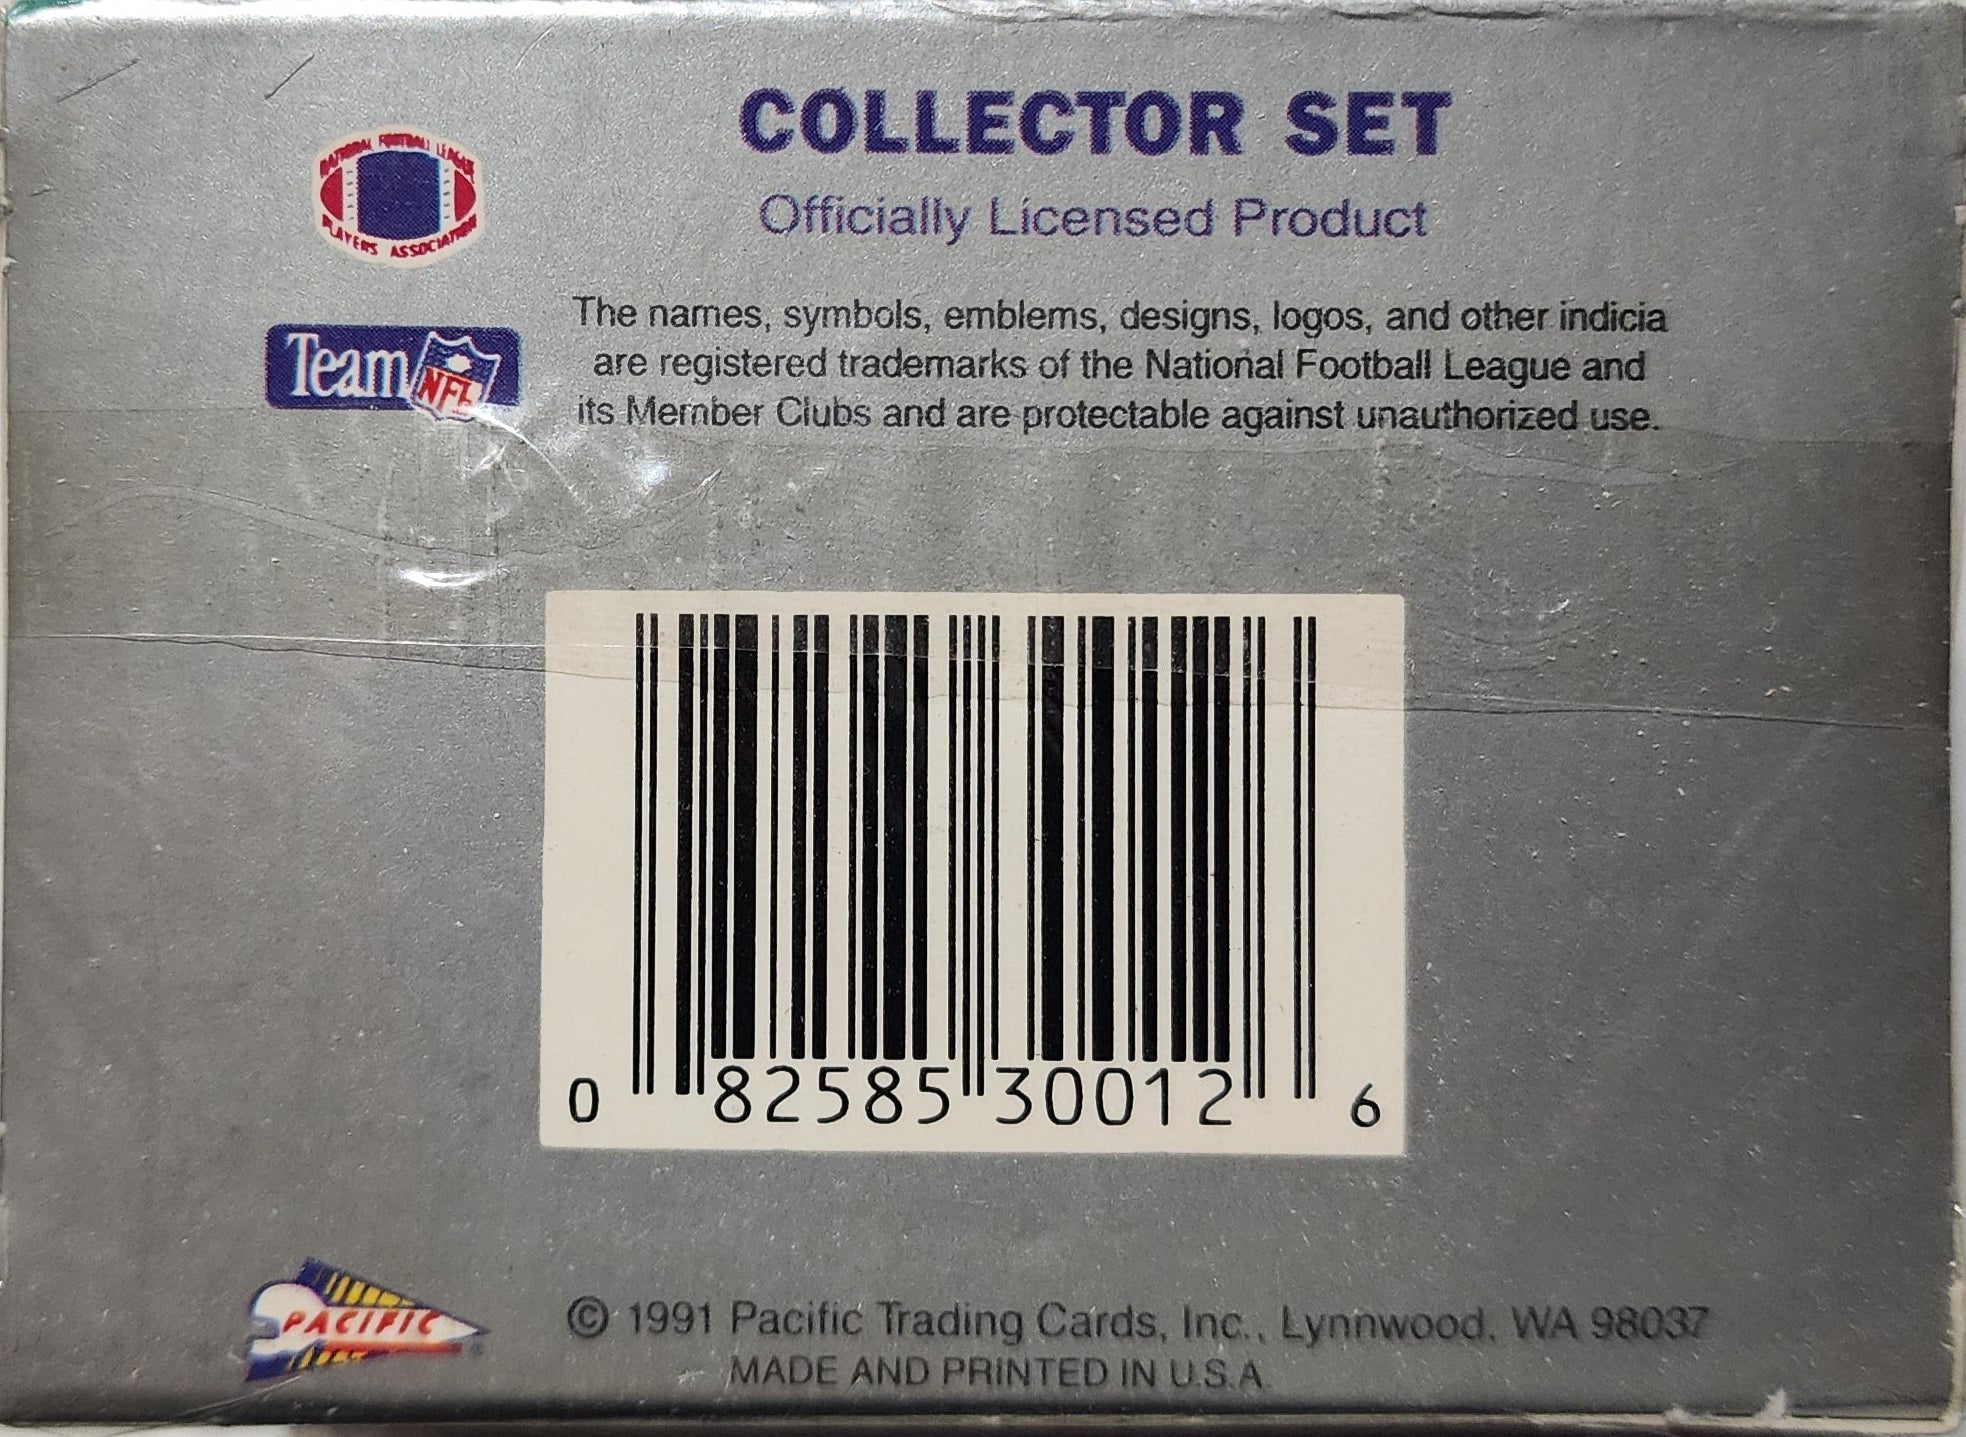 COLLECTOR SET
Officially Licensed Product
NATIONAL FOOTBALL LEAGUE
PLAYERS ASSOCIATION
Team NFL
The names, symbols, emblems, designs, logos, and other indicia
are registered trademarks of the National Football League and
its Member Clubs and are protectable against unauthorized use.
0 82585 30012 6
PACIFIC
© 1991 Pacific Trading Cards, Inc., Lynnwood, WA 98037
MADE AND PRINTED IN U.S.A